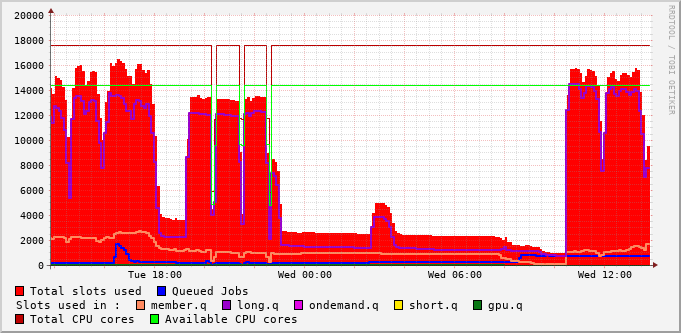 20000
18000
16000
14000
12000
10000
8000
6000
4000
2000
0
Tue 18:00 Wed 00:00 Wed 06:00 Wed 12:00
RRDTOOL / TOBI OETIKER
Total slots used Queued Jobs
Slots used in : member.q long.q ondemand.q short.q gpu.q
Total CPU cores Available CPU cores